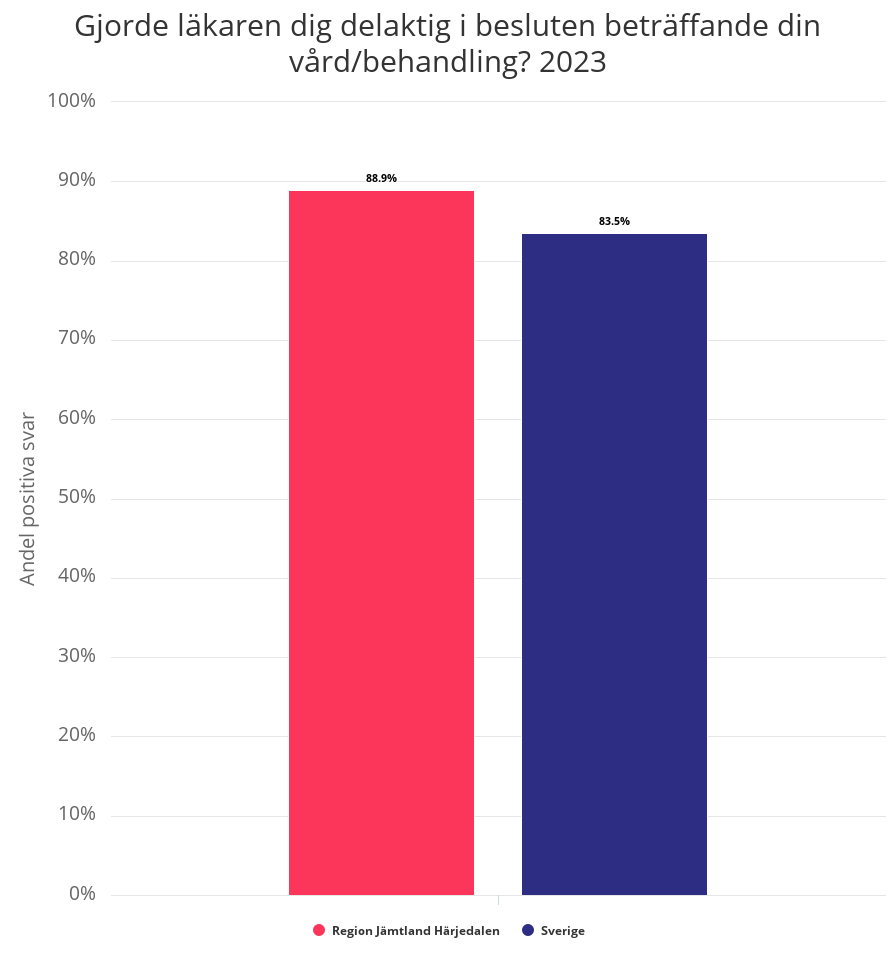 Gjorde läkaren dig delaktig i besluten beträffande din
vård/behandling? 2023
100%
90%
80%
70%
60%
50%
40%
30%
20%
10%
0%
Andel positiva svar
88.9%
83.5%
Region Jämtland Härjedalen
Sverige